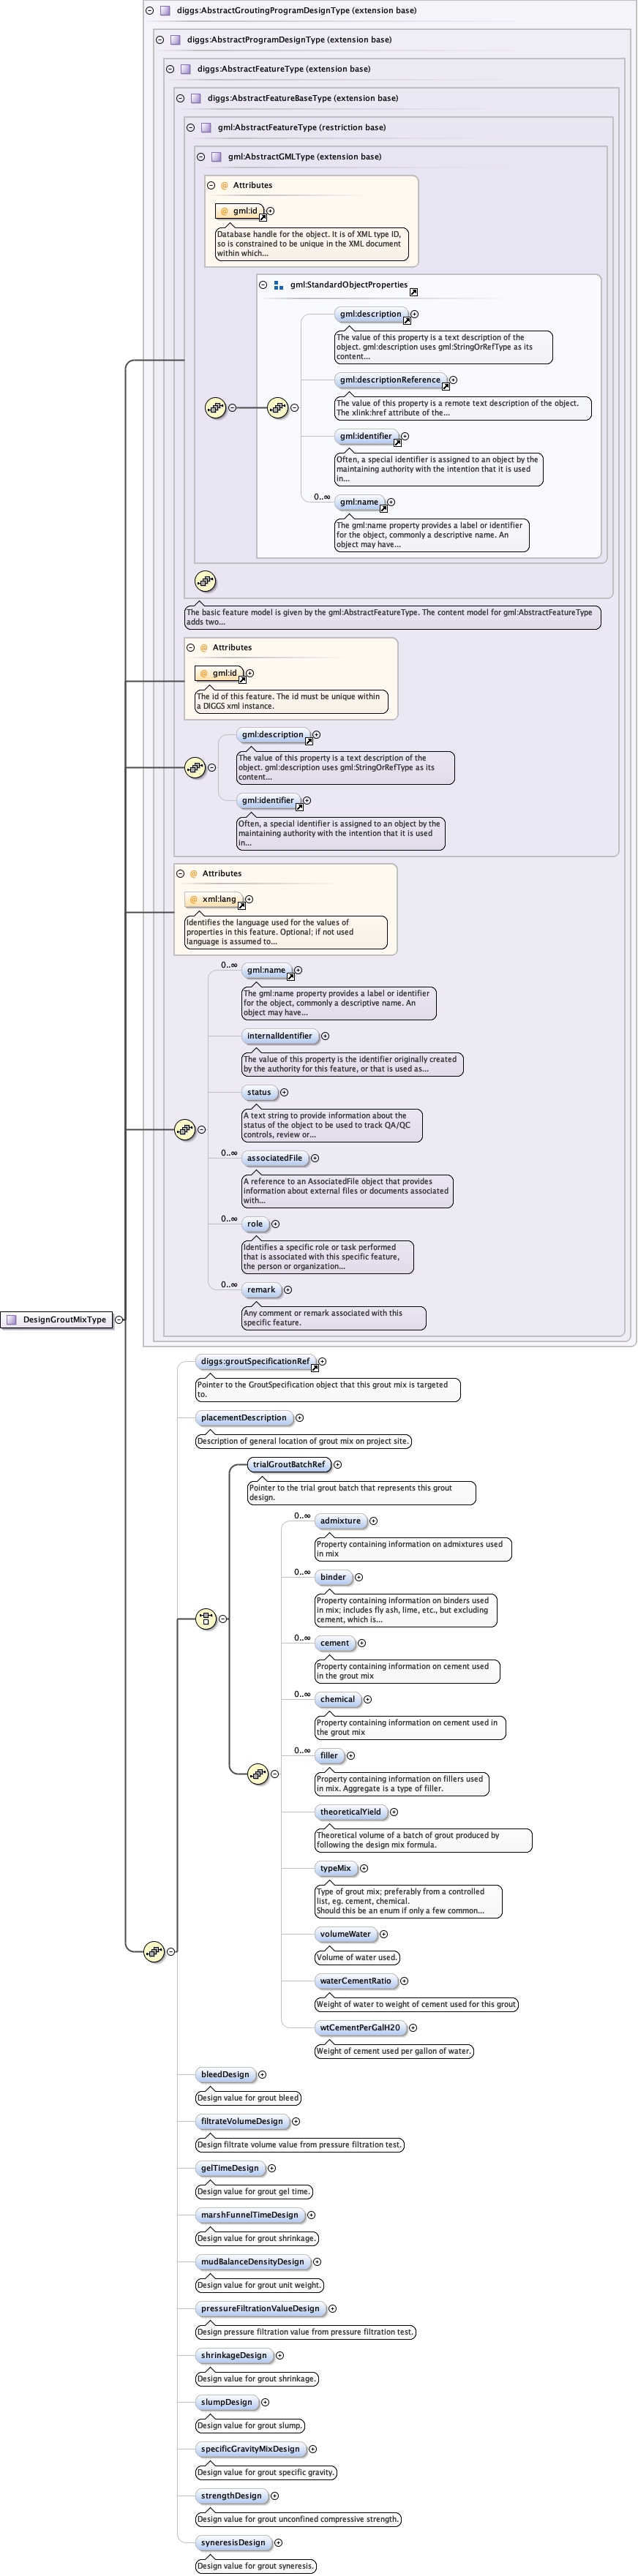 diggs:AbstractGroutingProgramDesignType (extension base)
diggs:AbstractProgramDesignType (extension base)
diggs:AbstractFeatureType (extension base)
diggs:AbstractFeatureBaseType (extension base)
gml:AbstractFeatureType (restriction base)
gml:AbstractGMLType (extension base)
@ Attributes
@ gml:id
Database handle for the object. It is of XML type ID,
so is constrained to be unique in the XML document
within which...
gml:StandardObjectProperties
gml:description
The value of this property is a text description of the
object. gml:description uses gml:StringOrRefType as its
content...
gml:descriptionReference
The value of this property is a remote text description of the object.
The xlink:href attribute of the...
gml:identifier
Often, a special identifier is assigned to an object by the
maintaining authority with the intention that it is used
in...
0..∞
gml:name
The gml:name property provides a label or identifier
for the object, commonly a descriptive name. An
object may have...
The basic feature model is given by the gml:AbstractFeatureType. The content model for gml:AbstractFeatureType
adds two...
@ Attributes
@ gml:id
The id of this feature. The id must be unique within
a DIGGS xml instance.
gml:description
The value of this property is a text description of the
object. gml:description uses gml:StringOrRefType as its
content...
gml:identifier
Often, a special identifier is assigned to an object by the
maintaining authority with the intention that it is used
in...
@ Attributes
@ xml:lang
Identifies the language used for the values of
properties in this feature. Optional; if not used
language is assumed to...
0..∞
gml:name
The gml:name property provides a label or identifier
for the object, commonly a descriptive name. An
object may have...
internalIdentifier
The value of this property is the identifier originally created
by the authority for this feature, or that is used as...
status
A text string to provide information about the
status of the object to be used to track QA/QC
controls, review or...
0..∞
associatedFile
A reference to an AssociatedFile object that provides
information about external files or documents associated
with...
0..∞
role
Identifies a specific role or task performed
that is associated with this specific feature,
the person or organization...
0..∞
remark
Any comment or remark associated with this
specific feature.
DesignGroutMixType
diggs:groutSpecificationRef
Pointer to the GroutSpecification object that this grout mix is targeted
to.
placementDescription
Description of general location of grout mix on project site.
trialGroutBatchRef
Pointer to the trial grout batch that represents this grout
design.
0..∞
admixture
Property containing information on admixtures used
in mix
0..∞
binder
Property containing information on binders used
in mix; includes fly ash, lime, etc., but excluding
cement, which is...
0..∞
cement
Property containing information on cement used
in the grout mix
0..∞
chemical
Property containing information on cement used in
the grout mix
0..∞
filler
Property containing information on fillers used
in mix. Aggregate is a type of filler.
theoreticalYield
Theoretical volume of a batch of grout produced by
following the design mix formula.
typeMix
Type of grout mix; preferably from a controlled
list, eg. cement, chemical.
Should this be an enum if only a few common...
volumeWater
Volume of water used.
waterCementRatio
Weight of water to weight of cement used for this grout
wtCementPerGalH20
Weight of cement used per gallon of water.
bleedDesign
Design value for grout bleed
filtrateVolumeDesign
Design filtrate volume value from pressure filtration test.
gelTimeDesign
Design value for grout gel time.
marshFunnelTimeDesign
Design value for grout shrinkage.
mudBalanceDensityDesign
Design value for grout unit weight.
pressureFiltrationValueDesign
Design pressure filtration value from pressure filtration test.
shrinkageDesign
Design value for grout shrinkage.
slumpDesign
Design value for grout slump.
specificGravityMixDesign
Design value for grout specific gravity.
strengthDesign
Design value for grout unconfined compressive strength.
syneresisDesign
Design value for grout syneresis.